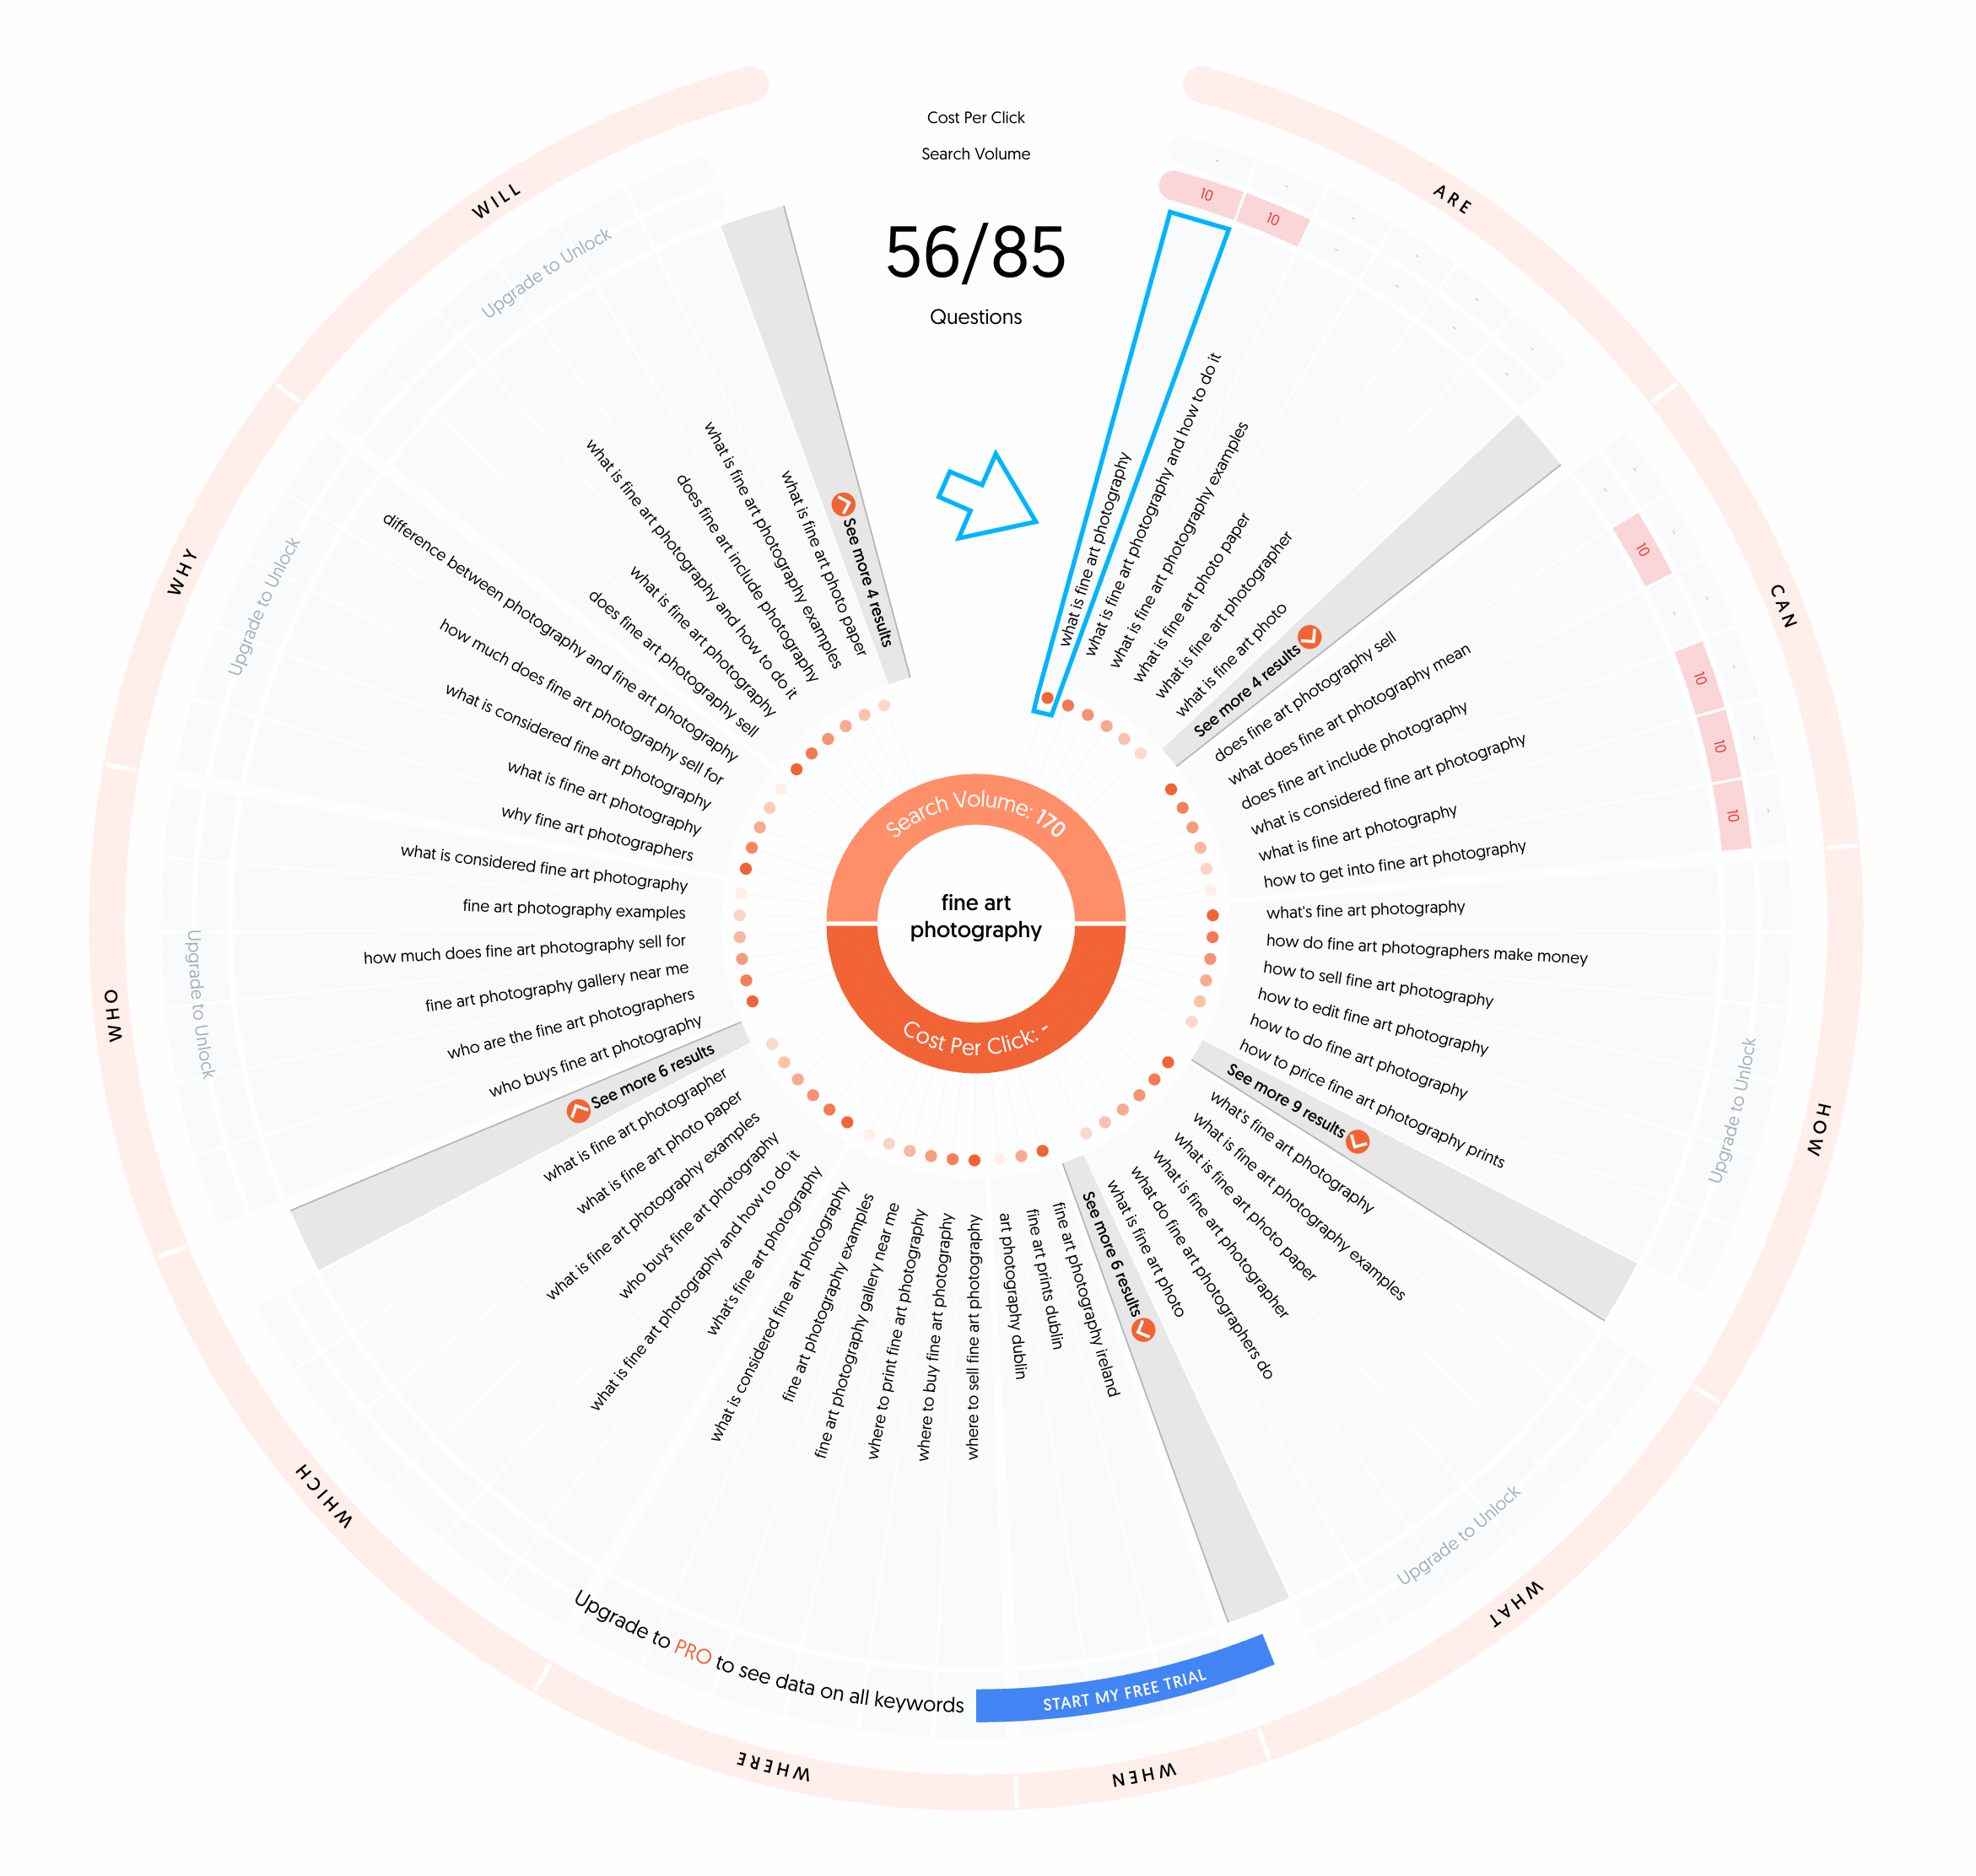 Cost Per Click
Search Volume
56/85
Questions
fine art
photography
Search Volume: 170
Cost Per Click: -
ARE
-
-
-
-
-
-
10
10
-
-
-
-
what is fine art photography
what is fine art photography and how to do it
what is fine art photography examples
what is fine art photo paper
what is fine art photographer
what is fine art photo
See more 4 results
CAN
-
-
-
-
-
-
-
10
-
10
10
10
does fine art photography sell
what does fine art photography mean
does fine art include photography
what is considered fine art photography
what is fine art photography
how to get into fine art photography
HOW
Upgrade to Unlock
what's fine art photography
how do fine art photographers make money
how to sell fine art photography
how to edit fine art photography
how to do fine art photography
how to price fine art photography prints
See more 9 results
WHAT
Upgrade to Unlock
what's fine art photography
what is fine art photography examples
what is fine art photo paper
what is fine art photographer
what do fine art photographers do
what is fine art photo
See more 6 results
WHEN
fine art photography ireland
fine art prints dublin
art photography dublin
WHERE
where to sell fine art photography
where to buy fine art photography
where to print fine art photography
fine art photography gallery near me
fine art photography examples
what is considered fine art photography
Upgrade to PRO to see data on all keywords
START MY FREE TRIAL
WHICH
what's fine art photography
what is fine art photography and how to do it
who buys fine art photography
what is fine art photography examples
what is fine art photo paper
what is fine art photographer
See more 6 results
WHO
Upgrade to Unlock
who buys fine art photography
who are the fine art photographers
fine art photography gallery near me
how much does fine art photography sell for
fine art photography examples
what is considered fine art photography
WHY
Upgrade to Unlock
why fine art photographers
what is fine art photography
what is considered fine art photography
how much does fine art photography sell for
difference between photography and fine art photography
WILL
Upgrade to Unlock
does fine art photography sell
what is fine art photography
what is fine art photography and how to do it
does fine art include photography
what is fine art photography examples
what is fine art photo paper
See more 4 results